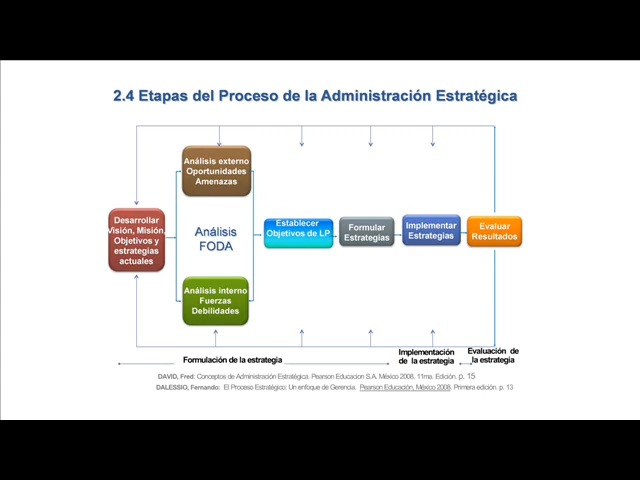 2.4 Etapas del Proceso de la Administración Estratégica
Análisis externo
Oportunidades
Amenazas
Desarrollar
Visión, Misión,
Objetivos y
estrategias
actuales
Análisis
FODA
Establecer
Objetivos de LP
Formular
Estrategias
Implementar
Estrategias
Evaluar
Resultados
Análisis interno
Fuerzas
Debilidades
Formulación de la estrategia
Implementación
de la estrategia
Evaluación de
la estrategia
DAVID, Fred: Conceptos de Administración Estratégica. Pearson Educacion S.A. México 2008. 11ma. Edición. p. 15
DALESSIO, Fernando: El Proceso Estratégico: Un enfoque de Gerencia. Pearson Educación, México 2008. Primera edición. p. 13